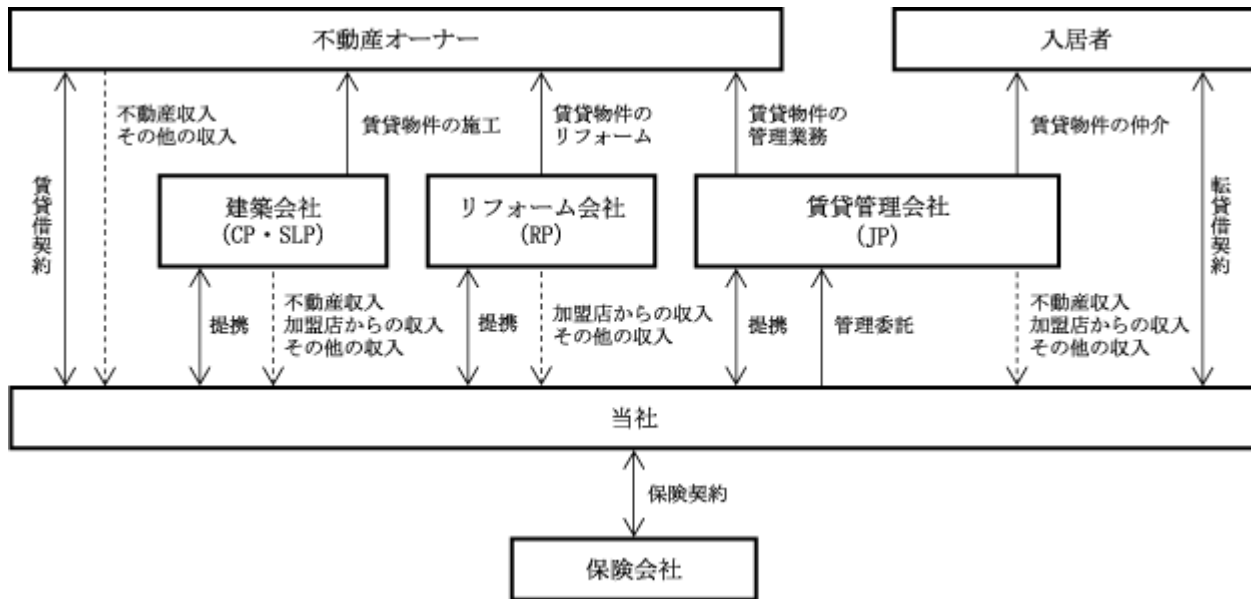 不動産オーナー
入居者
不動産収入
その他の収入
賃貸物件の施工
賃貸物件の
リフォーム
賃貸物件の
管理業務
賃貸物件の仲介
賃貸借契約
建築会社
(CP・SLP)
リフォーム会社
(RP)
賃貸管理会社
(JP)
転貸借契約
提携
不動産収入
加盟店からの収入
その他の収入
提携
加盟店からの収入
その他の収入
提携
管理委託
不動産収入
加盟店からの収入
その他の収入
当社
保険契約
保険会社